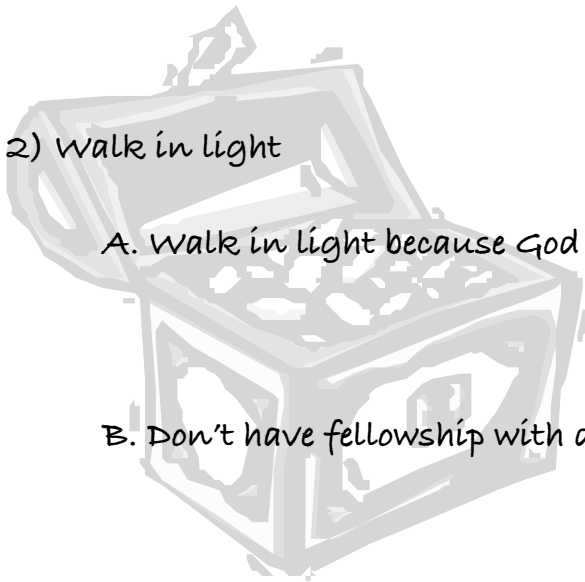 2) Walk in light
A. Walk in light because God
B. Don't have fellowship with